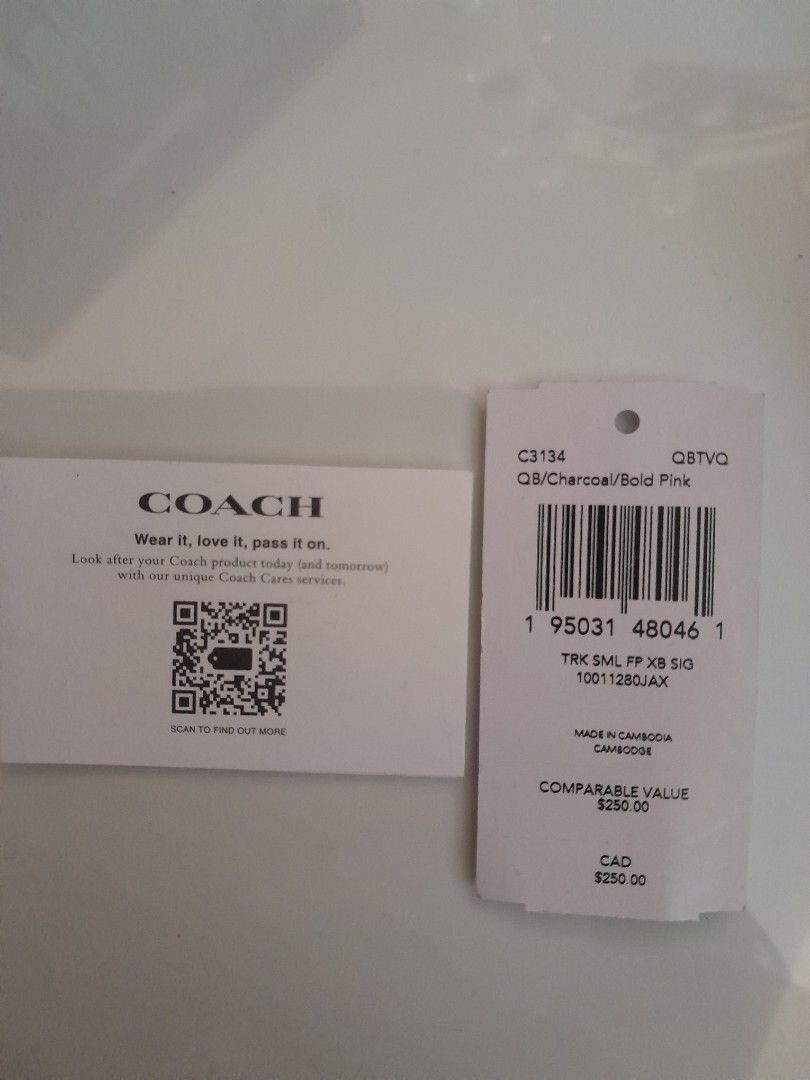 COACH
Wear it, love it, pass it on.
Look after your Coach product today (and tomorrow)
with our unique Coach Cares services.
SCAN TO FIND OUT MORE
C3134 QBTVQ
QB/Charcoal/Bold Pink
1 95031 48046 1
TRK SML FP XB SIG
10011280JAX
MADE IN CAMBODIA
CAMBODGE
COMPARABLE VALUE
$250.00
CAD
$250.00